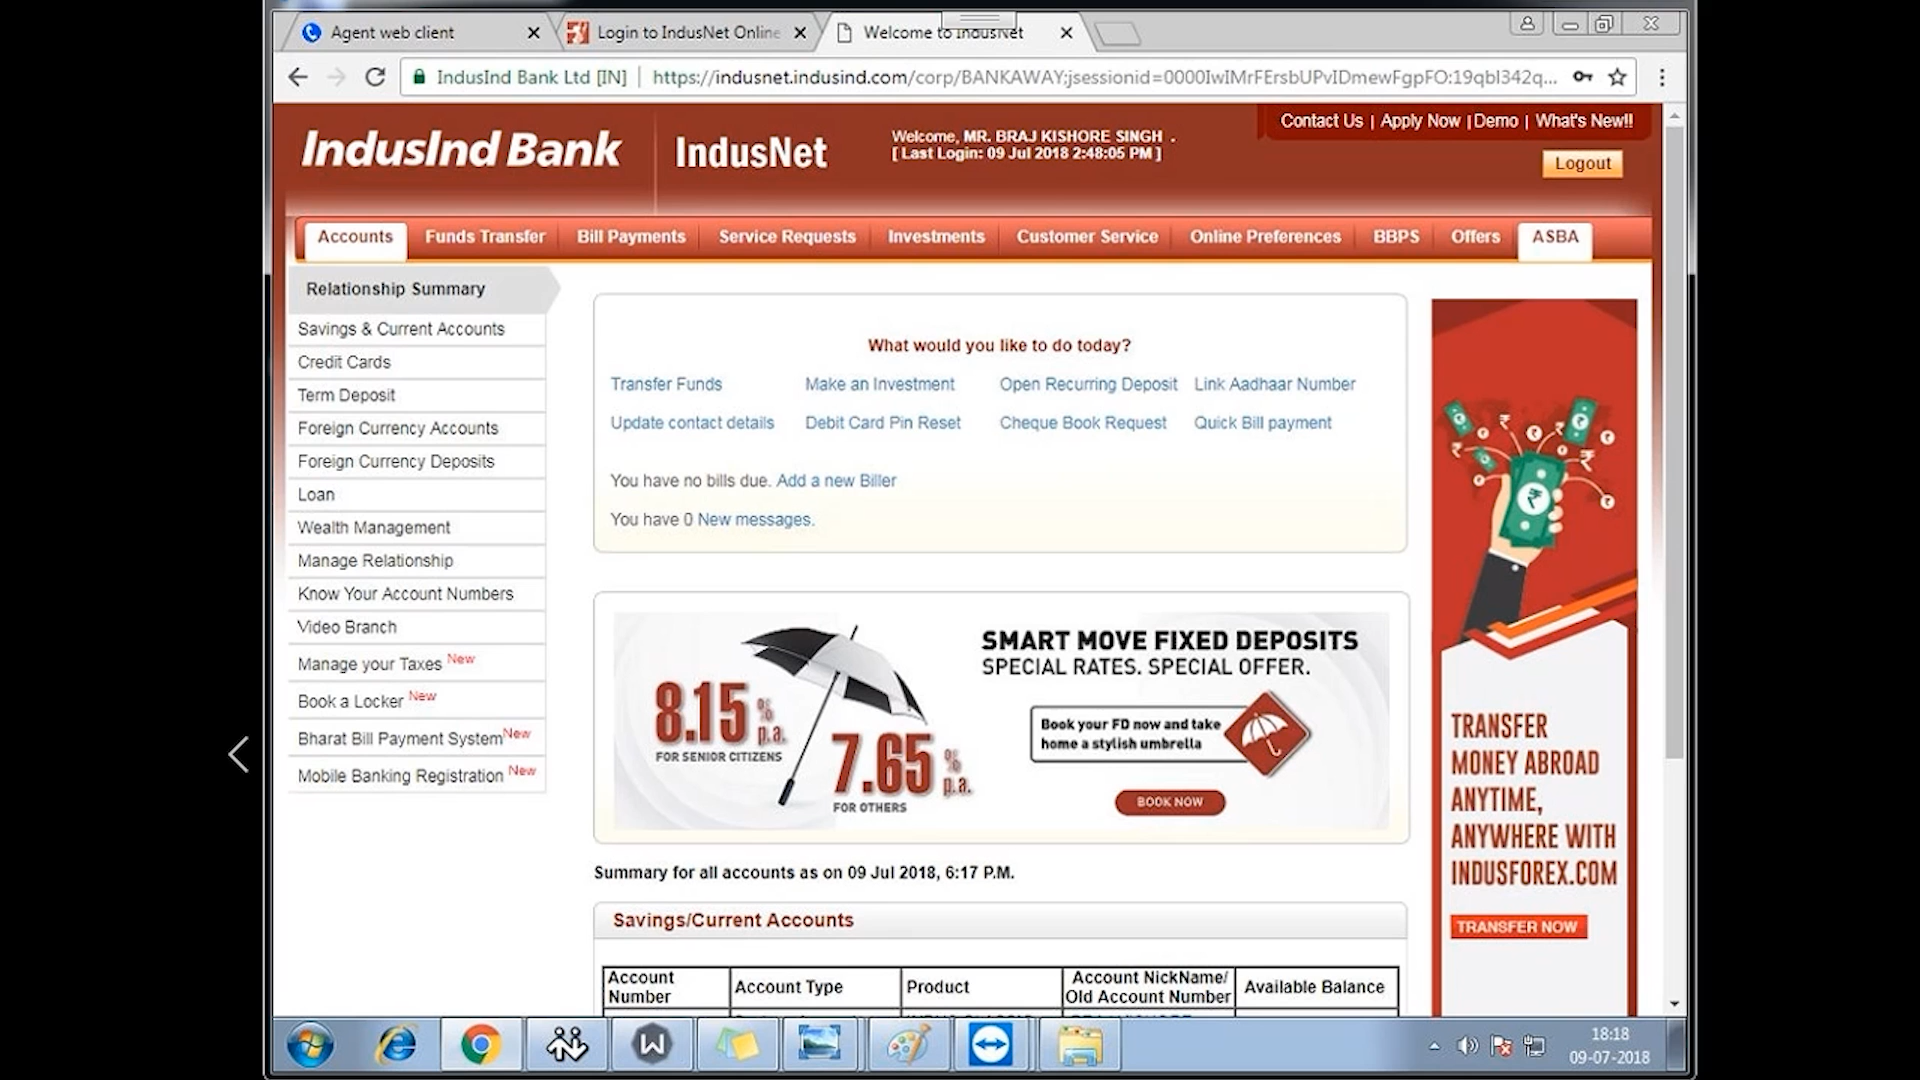 Agent web client
Login to IndusNet Online
Welcome to IndusNet
IndusInd Bank Ltd [IN]
https://indusnet.indusind.com/corp/BANKAWAY;jsessionid=0000IwIMrFErsbUPvIDmewFgpFO:19qbl342q...
Contact Us | Apply Now |Demo | What's New!!
IndusInd Bank
IndusNet
Welcome, MR. BRAJ KISHORE SINGH .
[ Last Login: 09 Jul 2018 2:48:05 PM ]
Logout
Accounts
Funds Transfer
Bill Payments
Service Requests
Investments
Customer Service
Online Preferences
BBPS
Offers
ASBA
Relationship Summary
Savings & Current Accounts
Credit Cards
Term Deposit
Foreign Currency Accounts
Foreign Currency Deposits
Loan
Wealth Management
Manage Relationship
Know Your Account Numbers
Video Branch
Manage your Taxes New
Book a Locker New
Bharat Bill Payment System New
Mobile Banking Registration New
What would you like to do today?
Transfer Funds
Make an Investment
Open Recurring Deposit
Link Aadhaar Number
Update contact details
Debit Card Pin Reset
Cheque Book Request
Quick Bill payment
You have no bills due. Add a new Biller
You have 0 New messages.
8.15 % p.a.
FOR SENIOR CITIZENS
7.65 % p.a.
FOR OTHERS
SMART MOVE FIXED DEPOSITS
SPECIAL RATES. SPECIAL OFFER.
Book your FD now and take
home a stylish umbrella
BOOK NOW
Summary for all accounts as on 09 Jul 2018, 6:17 P.M.
Savings/Current Accounts
Account
Number
Account Type
Product
Account NickName/
Old Account Number
Available Balance
TRANSFER
MONEY ABROAD
ANYTIME,
ANYWHERE WITH
INDUSFOREX.COM
TRANSFER NOW
18:18
09-07-2018